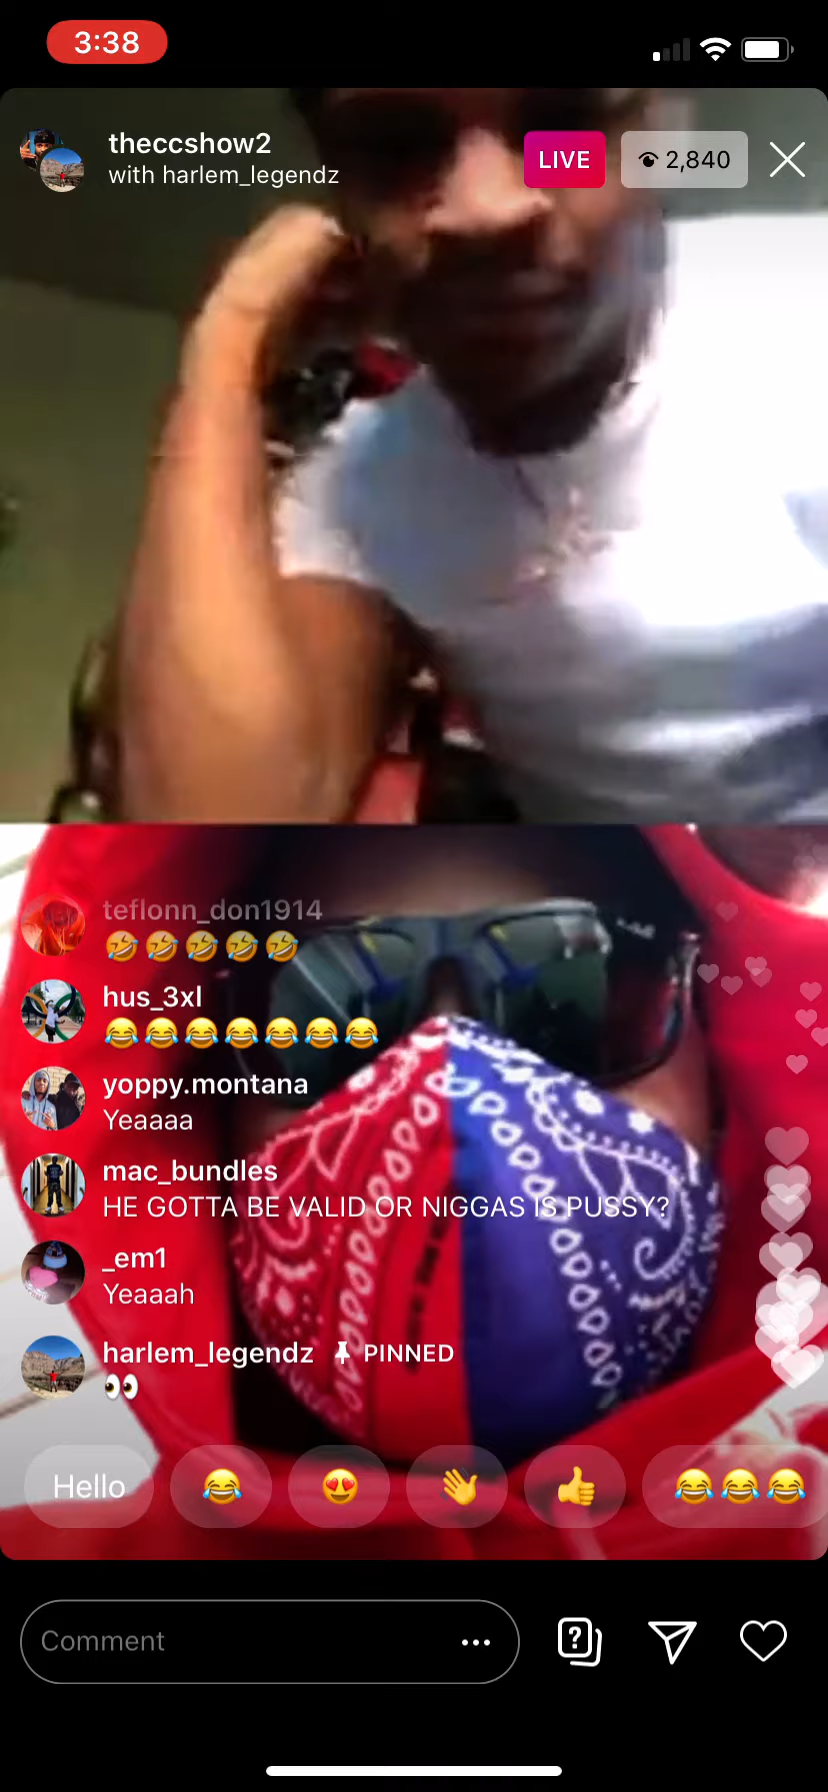 3:38
theccshow2
with harlem_legendz
LIVE
2,840
teflonn_don1914
🤣🤣🤣🤣🤣
hus_3xl
😂😂😂😂😂😂😂
yoppy.montana
Yeaaaa
mac_bundles
HE GOTTA BE VALID OR NIGGAS IS PUSSY?
_em1
Yeaaah
harlem_legendz PINNED
👀
Hello 😂 😍 👋 👍 😂😂😂
Comment